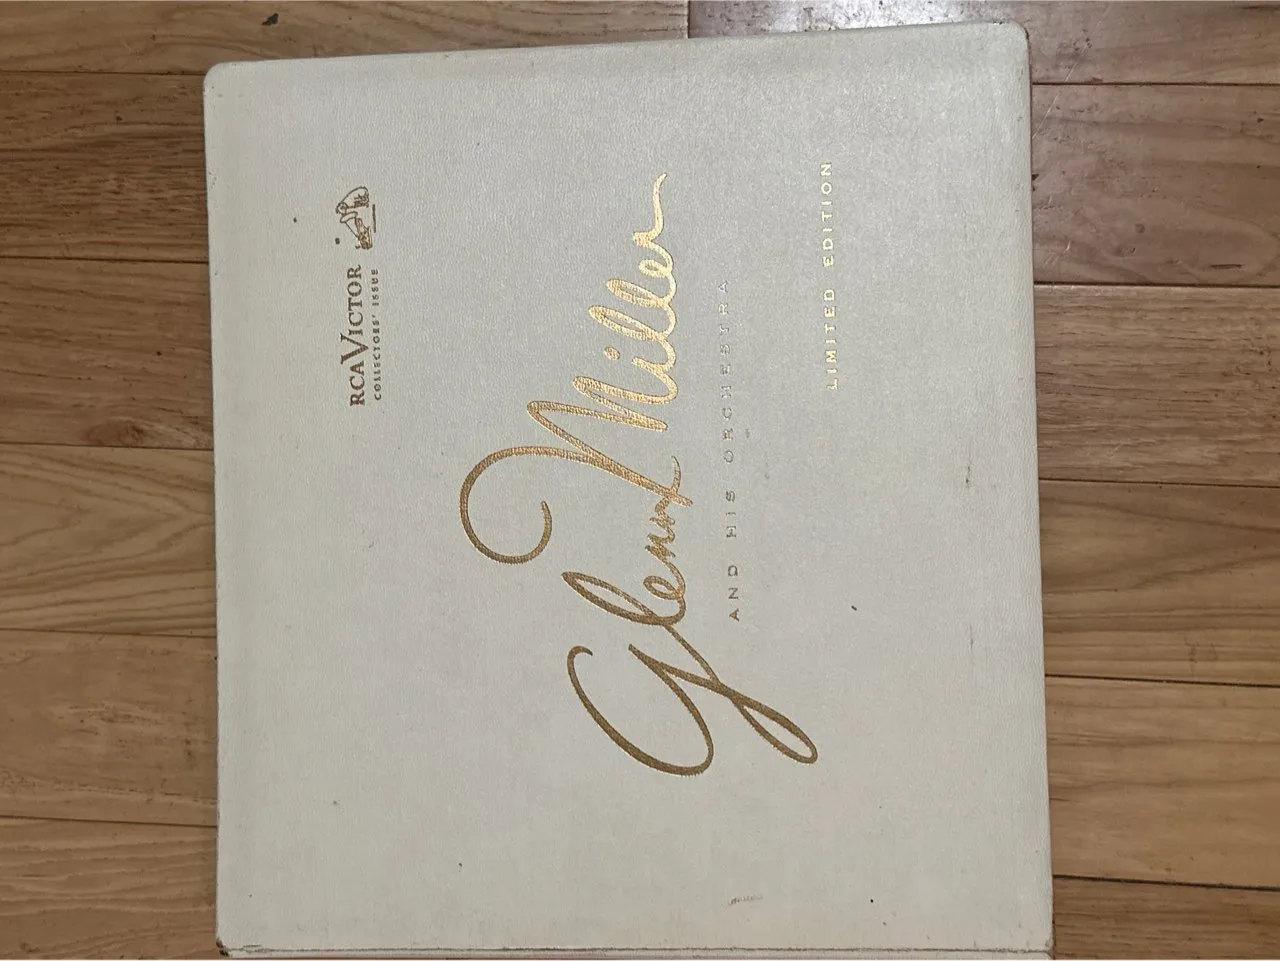 RCA VICTOR
COLLECTORS' ISSUE
Glenn Miller
AND HIS ORCHESTRA
LIMITED EDITION